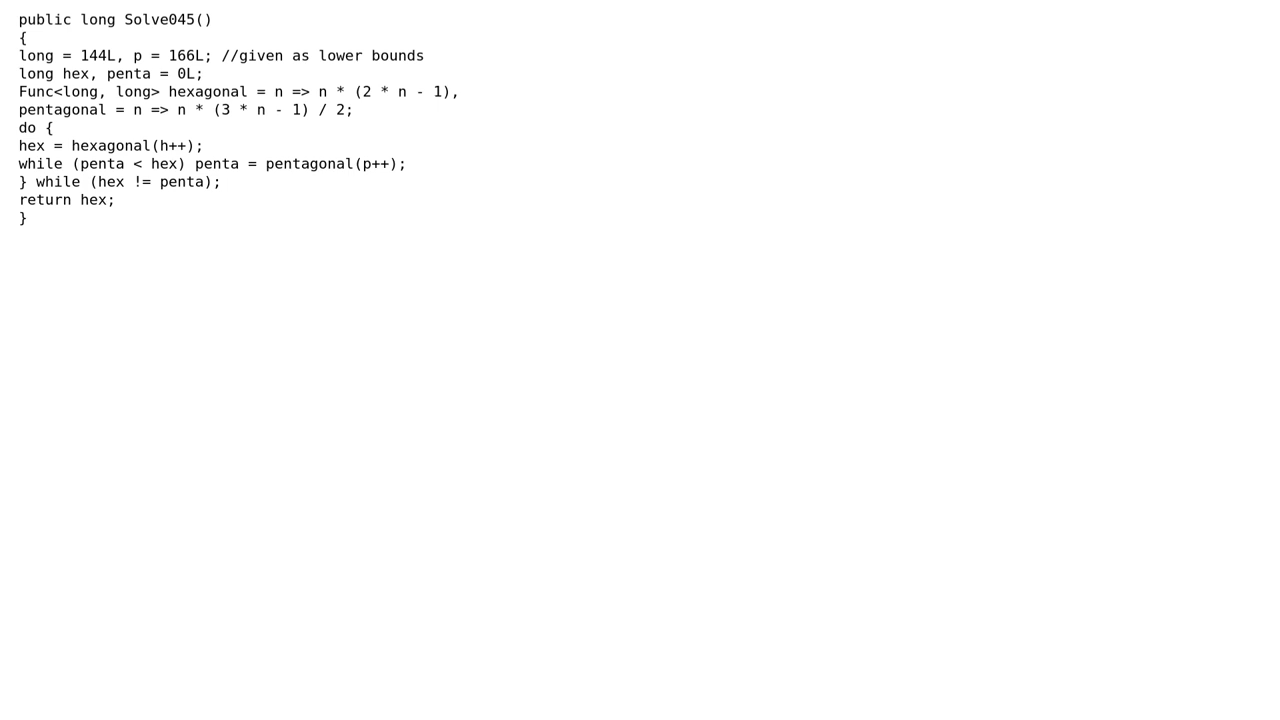 public long Solve045()
{
long = 144L, p = 166L; //given as lower bounds
long hex, penta = 0L;
Func<long, long> hexagonal = n => n * (2 * n - 1),
pentagonal = n => n * (3 * n - 1) / 2;
do {
hex = hexagonal(h++);
while (penta < hex) penta = pentagonal(p++);
} while (hex != penta);
return hex;
}